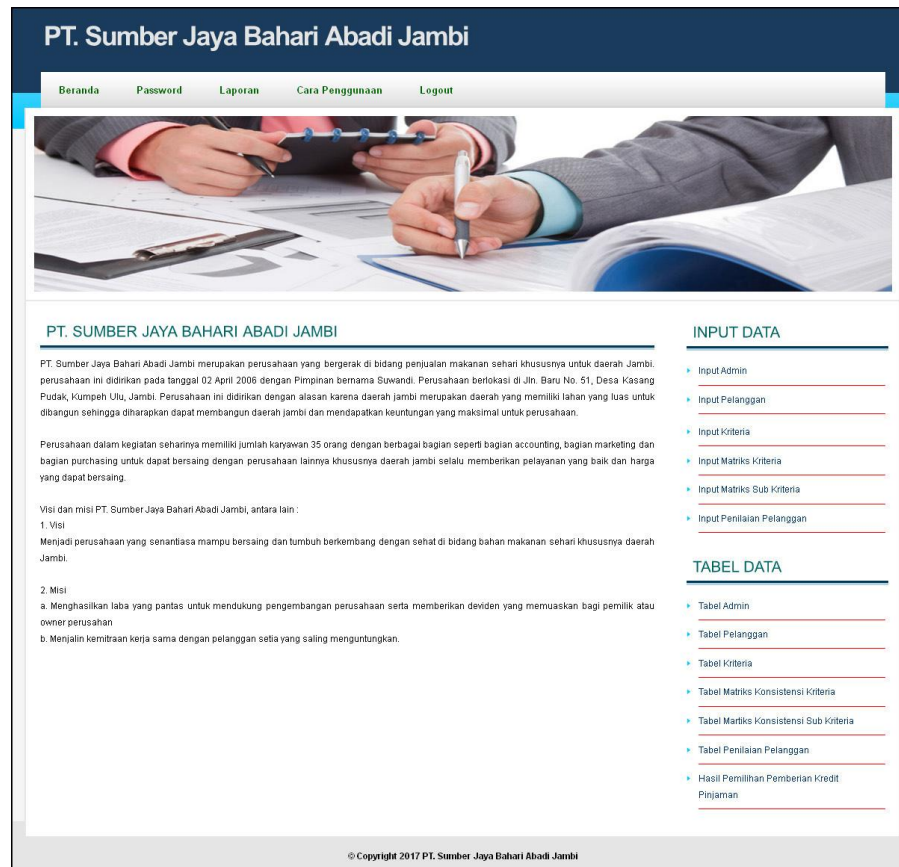 PT. Sumber Jaya Bahari Abadi Jambi
Beranda Password Laporan Cara Penggunaan Logout
PT. SUMBER JAYA BAHARI ABADI JAMBI
PT. Sumber Jaya Bahari Abadi Jambi merupakan perusahaan yang bergerak di bidang penjualan makanan sehari khususnya untuk daerah Jambi.
perusahaan ini didirikan pada tanggal 02 April 2006 dengan Pimpinan bernama Suwandi. Perusahaan berlokasi di Jln. Baru No. 51, Desa Kasang
Pudak, Kumpeh Ulu, Jambi. Perusahaan ini didirikan dengan alasan karena daerah jambi merupakan daerah yang memiliki lahan yang luas untuk
dibangun sehingga diharapkan dapat membangun daerah jambi dan mendapatkan keuntungan yang maksimal untuk perusahaan.
Perusahaan dalam kegiatan seharinya memiliki jumlah karyawan 35 orang dengan berbagai bagian seperti bagian accounting, bagian marketing dan
bagian purchasing untuk dapat bersaing dengan perusahaan lainnya khususnya daerah jambi selalu memberikan pelayanan yang baik dan harga
yang dapat bersaing.
Visi dan misi PT. Sumber Jaya Bahari Abadi Jambi, antara lain :
1. Visi
Menjadi perusahaan yang senantiasa mampu bersaing dan tumbuh berkembang dengan sehat di bidang bahan makanan sehari khususnya daerah
Jambi.
2. Misi
a. Menghasilkan laba yang pantas untuk mendukung pengembangan perusahaan serta memberikan deviden yang memuaskan bagi pemilik atau
owner perusahan
b. Menjalin kemitraan kerja sama dengan pelanggan setia yang saling menguntungkan.
INPUT DATA
Input Admin
Input Pelanggan
Input Kriteria
Input Matriks Kriteria
Input Matriks Sub Kriteria
Input Penilaian Pelanggan
TABEL DATA
Tabel Admin
Tabel Pelanggan
Tabel Kriteria
Tabel Matriks Konsistensi Kriteria
Tabel Martiks Konsistensi Sub Kriteria
Tabel Penilaian Pelanggan
Hasil Pemilihan Pemberian Kredit
Pinjaman
© Copyright 2017 PT. Sumber Jaya Bahari Abadi Jambi